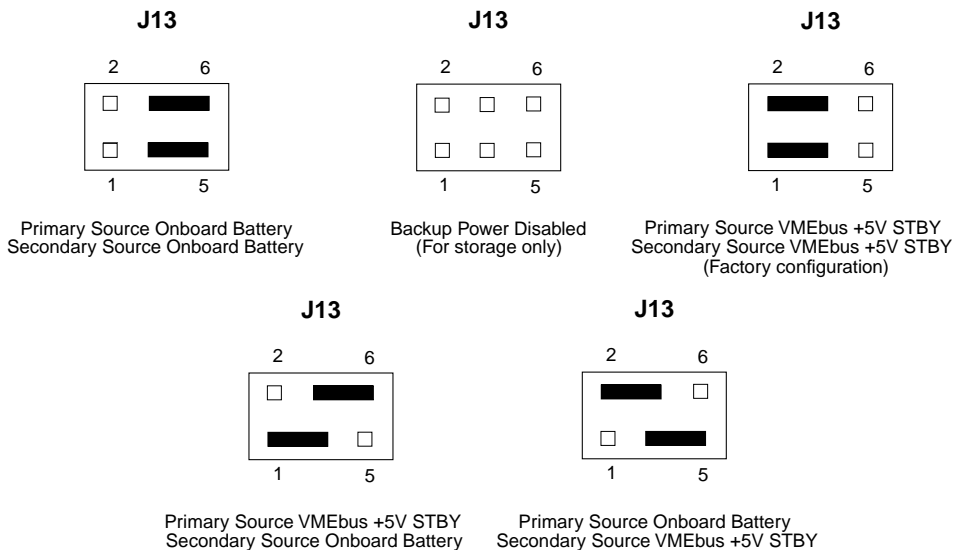 J13
2 6
1 5
Primary Source Onboard Battery
Secondary Source Onboard Battery
J13
2 6
1 5
Backup Power Disabled
(For storage only)
J13
2 6
1 5
Primary Source VMEbus +5V STBY
Secondary Source VMEbus +5V STBY
(Factory configuration)
J13
2 6
1 5
Primary Source VMEbus +5V STBY
Secondary Source Onboard Battery
J13
2 6
1 5
Primary Source Onboard Battery
Secondary Source VMEbus +5V STBY